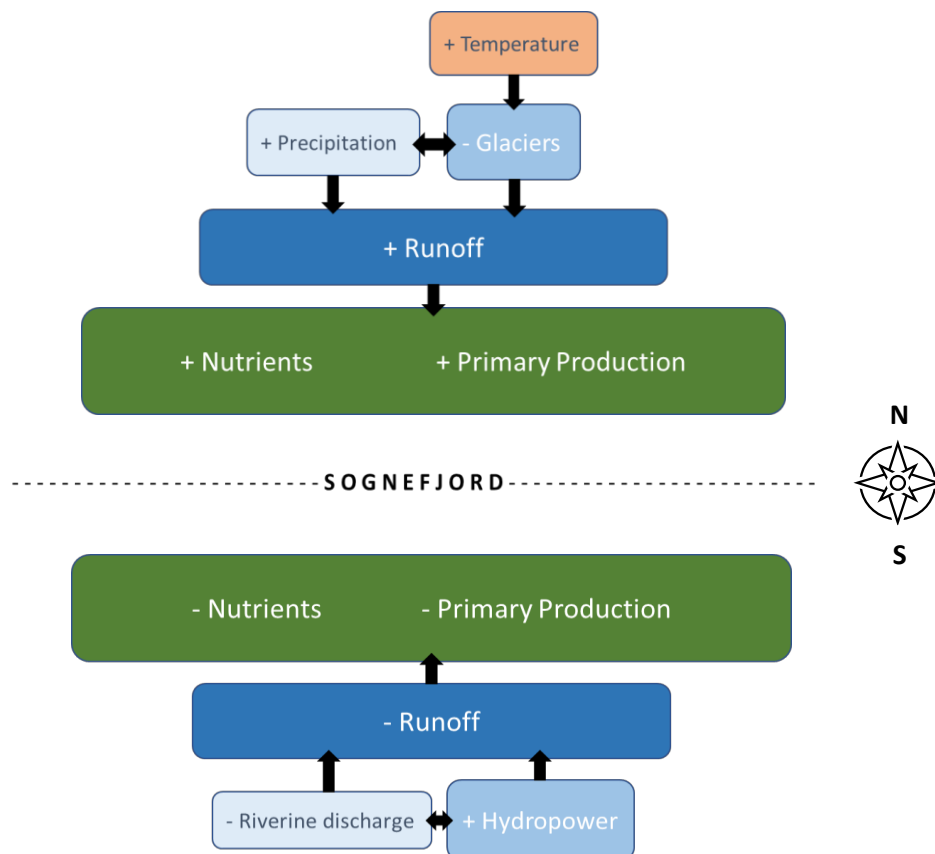 + Temperature
+ Precipitation
- Glaciers
+ Runoff
+ Nutrients
+ Primary Production
N
SOGNEFJORD
S
- Nutrients
- Primary Production
- Runoff
- Riverine discharge
+ Hydropower